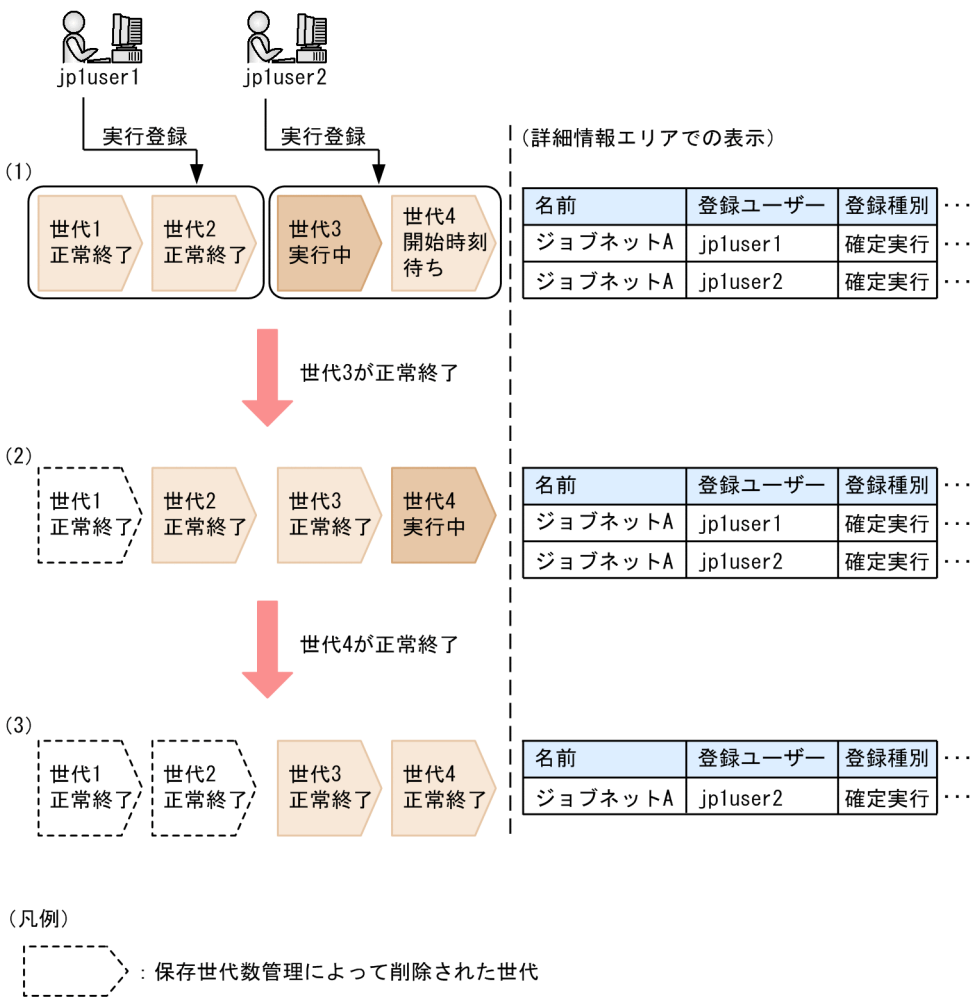 jp1user1
jp1user2
実行登録
実行登録
(詳細情報エリアでの表示)
(1)
世代1
正常終了
世代2
正常終了
世代3
実行中
世代4
開始時刻
待ち
名前 登録ユーザー 登録種別 ···
ジョブネットA jp1user1 確定実行 ···
ジョブネットA jp1user2 確定実行 ···
世代3が正常終了
(2)
世代1
正常終了
世代2
正常終了
世代3
正常終了
世代4
実行中
名前 登録ユーザー 登録種別 ···
ジョブネットA jp1user1 確定実行 ···
ジョブネットA jp1user2 確定実行 ···
世代4が正常終了
(3)
世代1
正常終了
世代2
正常終了
世代3
正常終了
世代4
正常終了
名前 登録ユーザー 登録種別 ···
ジョブネットA jp1user2 確定実行 ···
(凡例)
:保存世代数管理によって削除された世代